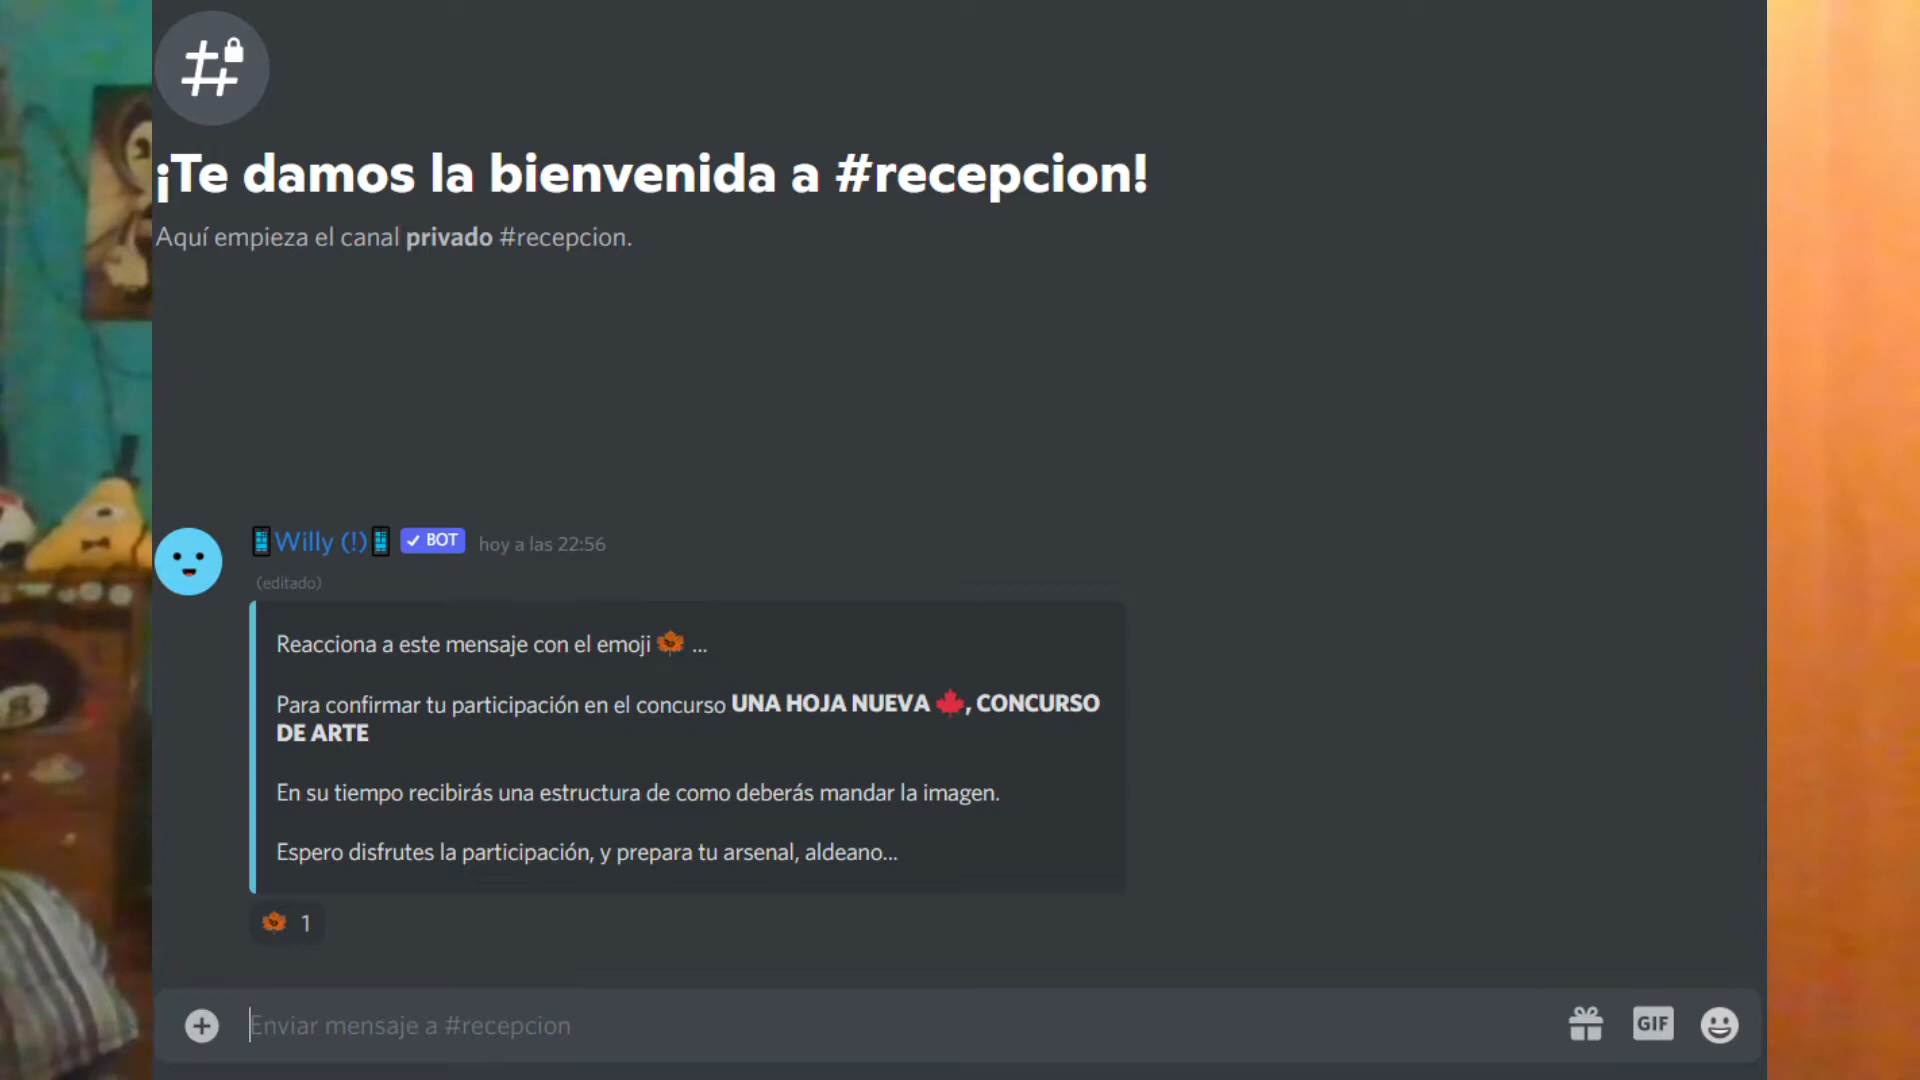 ¡Te damos la bienvenida a #recepcion!
Aquí empieza el canal privado #recepcion.
Willy (!) BOT hoy a las 22:56
(editado)
Reacciona a este mensaje con el emoji 🍁 ...
Para confirmar tu participación en el concurso UNA HOJA NUEVA 🍁, CONCURSO
DE ARTE
En su tiempo recibirás una estructura de como deberás mandar la imagen.
Espero disfrutes la participación, y prepara tu arsenal, aldeano...
1
Enviar mensaje a #recepcion
GIF
8